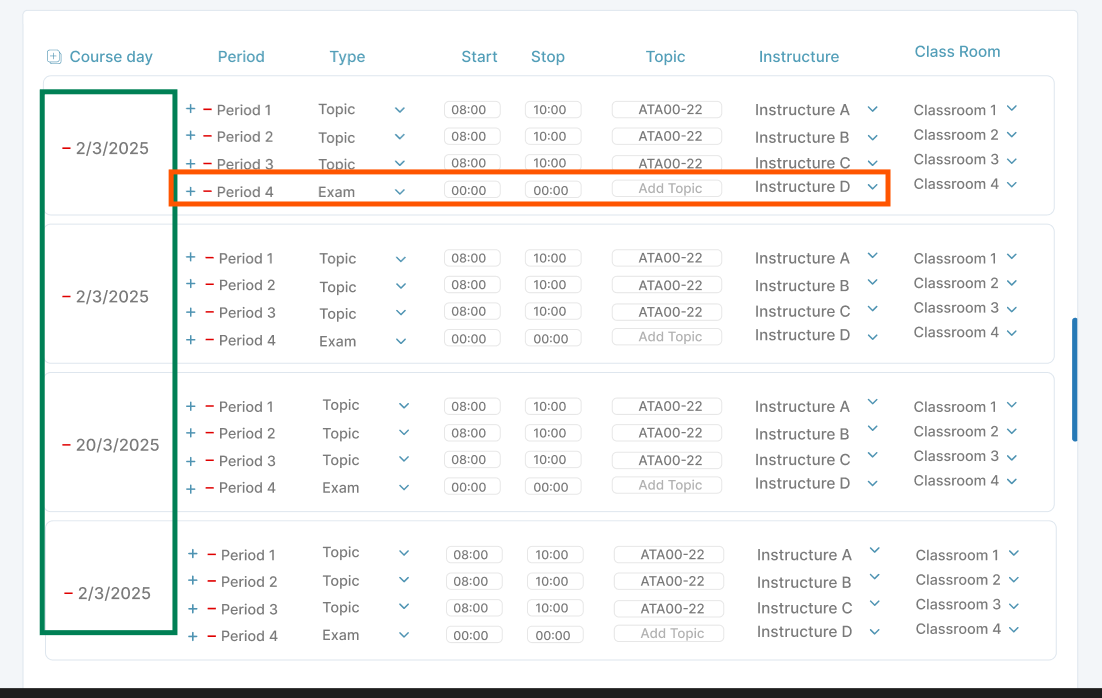 Course day Period Type Start Stop Topic Instructure Class Room
Period 1 Topic 08:00 10:00 ATA00-22 Instructure A Classroom 1
Period 2 Topic 08:00 10:00 ATA00-22 Instructure B Classroom 2
– 2/3/2025
Period 3 Topic 08:00 10:00 ATA00-22 Instructure C Classroom 3
Period 4 Exam 00:00 00:00 Add Topic Instructure D Classroom 4
Period 1 Topic 08:00 10:00 ATA00-22 Instructure A Classroom 1
Period 2 Topic 08:00 10:00 ATA00-22 Instructure B Classroom 2
– 2/3/2025
Period 3 Topic 08:00 10:00 ATA00-22 Instructure C Classroom 3
Period 4 Exam 00:00 00:00 Add Topic Instructure D Classroom 4
Period 1 Topic 08:00 10:00 ATA00-22 Instructure A Classroom 1
Period 2 Topic 08:00 10:00 ATA00-22 Instructure B Classroom 2
– 20/3/2025
Period 3 Topic 08:00 10:00 ATA00-22 Instructure C Classroom 3
Period 4 Exam 00:00 00:00 Add Topic Instructure D Classroom 4
Period 1 Topic 08:00 10:00 ATA00-22 Instructure A Classroom 1
Period 2 Topic 08:00 10:00 ATA00-22 Instructure B Classroom 2
– 2/3/2025
Period 3 Topic 08:00 10:00 ATA00-22 Instructure C Classroom 3
Period 4 Exam 00:00 00:00 Add Topic Instructure D Classroom 4